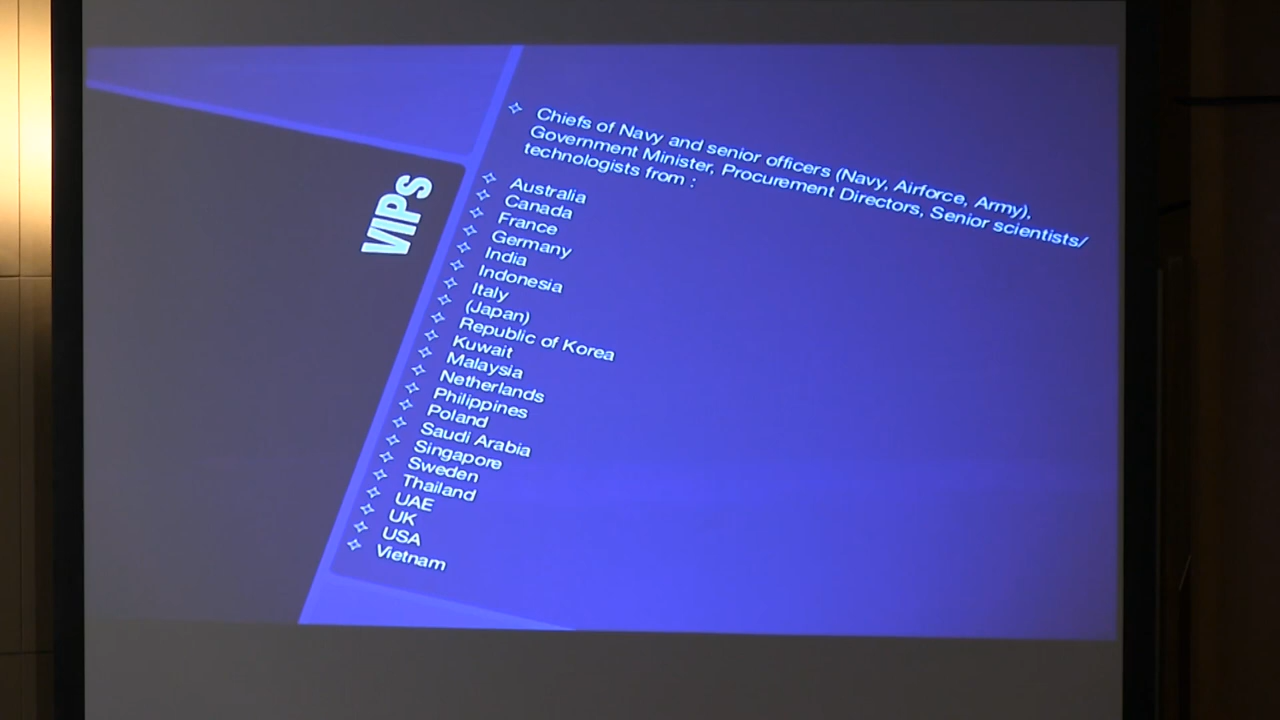 VIPs
✧ Chiefs of Navy and senior officers (Navy, Airforce, Army),
Government Minister, Procurement Directors, Senior scientists/
technologists from :
✧ Australia
✧ Canada
✧ France
✧ Germany
✧ India
✧ Indonesia
✧ Italy
✧ (Japan)
✧ Republic of Korea
✧ Kuwait
✧ Malaysia
✧ Netherlands
✧ Philippines
✧ Poland
✧ Saudi Arabia
✧ Singapore
✧ Sweden
✧ Thailand
✧ UAE
✧ UK
✧ USA
✧ Vietnam